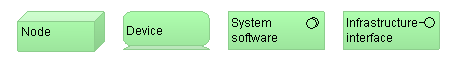 Node
Device
System
software
Infrastructure
interface